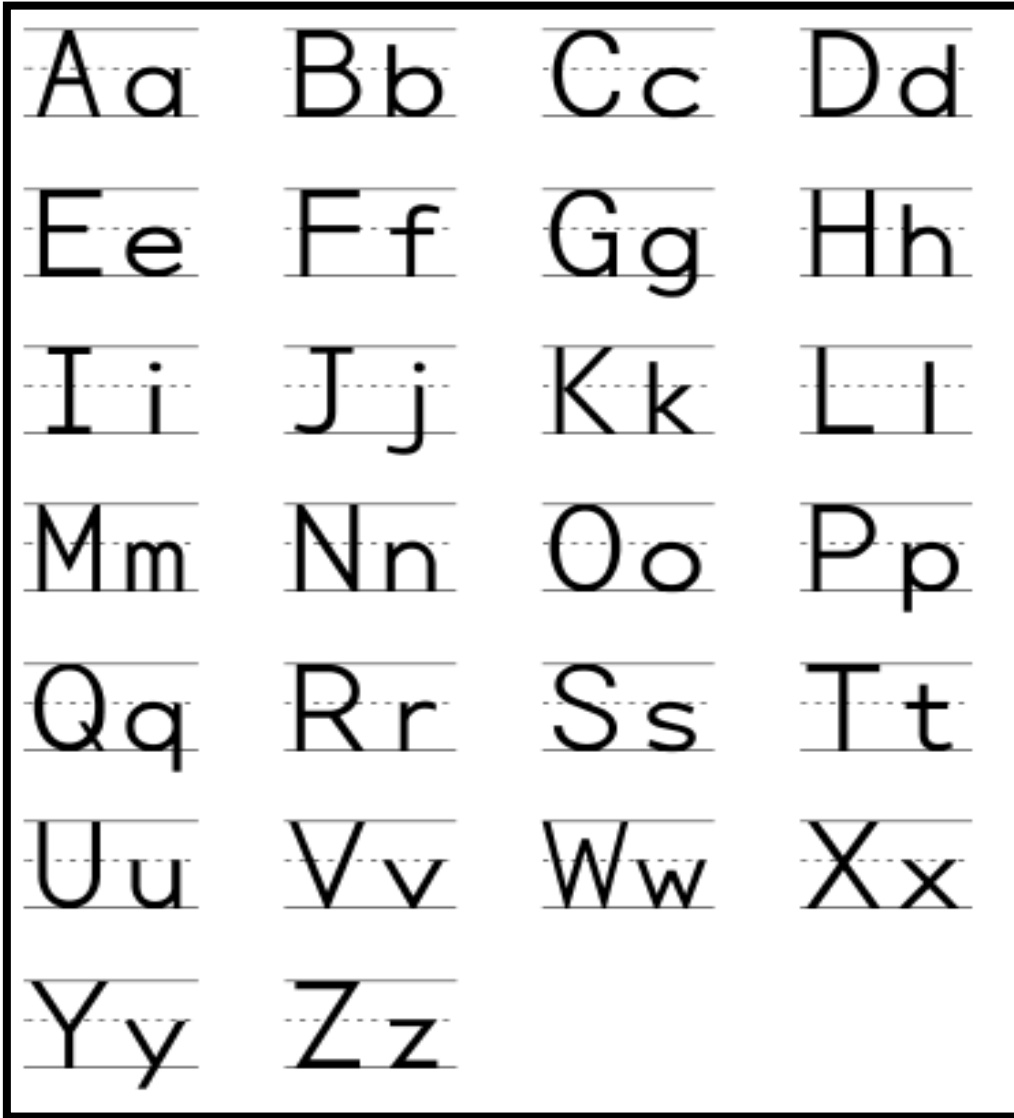 Aa Bb Cc Dd
Ee Ff Gg Hh
Ii Jj Kk Ll
Mm Nn Oo Pp
Qq Rr Ss Tt
Uu Vv Ww Xx
Yy Zz